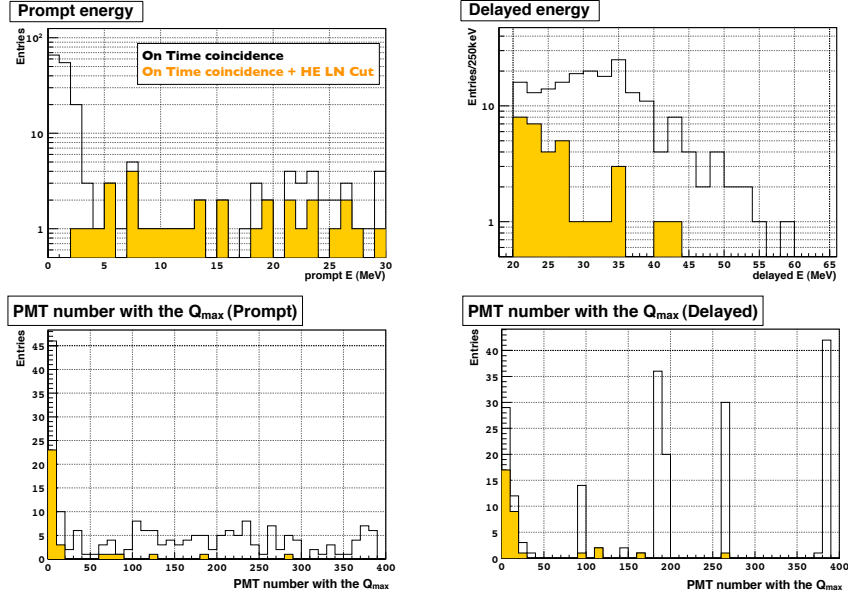 Prompt energy
Entries
10²
10
1
On Time coincidence
On Time coincidence + HE LN Cut
0 5 10 15 20 25 30
prompt E (MeV)
Delayed energy
Entries/250keV
10
1
20 25 30 35 40 45 50 55 60 65
delayed E (MeV)
PMT number with the Qmax (Prompt)
Entries
45
40
35
30
25
20
15
10
5
0
0 50 100 150 200 250 300 350 400
PMT number with the Qmax
PMT number with the Qmax (Delayed)
Entries
40
35
30
25
20
15
10
5
0
0 50 100 150 200 250 300 350 400
PMT number with the Qmax